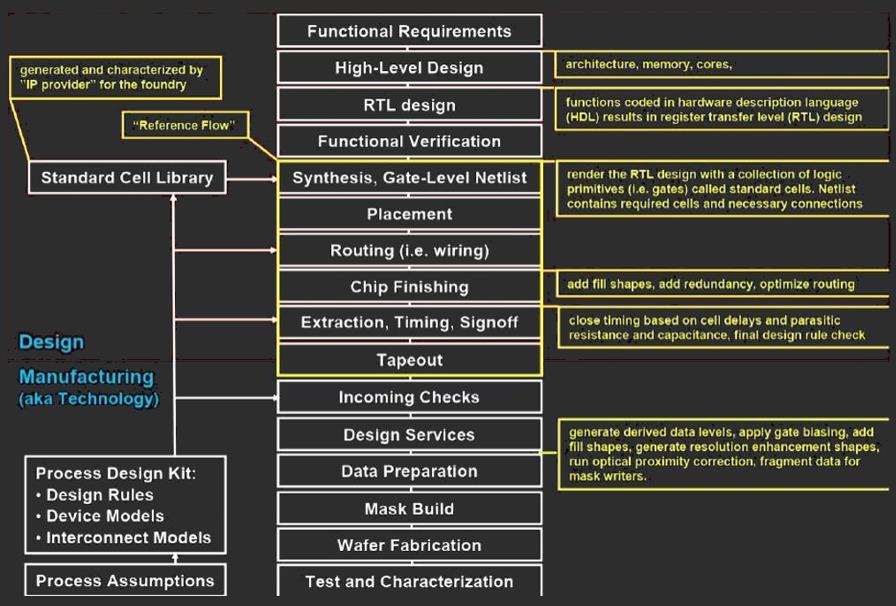 Functional Requirements
High-Level Design
architecture, memory, cores,
generated and characterized by
"IP provider" for the foundry
RTL design
functions coded in hardware description language
(HDL) results in register transfer level (RTL) design
"Reference Flow"
Functional Verification
Standard Cell Library
Synthesis, Gate-Level Netlist
render the RTL design with a collection of logic
primitives (i.e. gates) called standard cells. Netlist
contains required cells and necessary connections
Placement
Routing (i.e. wiring)
Chip Finishing
add fill shapes, add redundancy, optimize routing
Extraction, Timing, Signoff
close timing based on cell delays and parasitic
resistance and capacitance, final design rule check
Design
Tapeout
Manufacturing
(aka Technology)
Incoming Checks
Design Services
generate derived data levels, apply gate biasing, add
fill shapes, generate resolution enhancement shapes,
run optical proximity correction, fragment data for
mask writers.
Data Preparation
Process Design Kit:
• Design Rules
• Device Models
• Interconnect Models
Mask Build
Wafer Fabrication
Process Assumptions
Test and Characterization